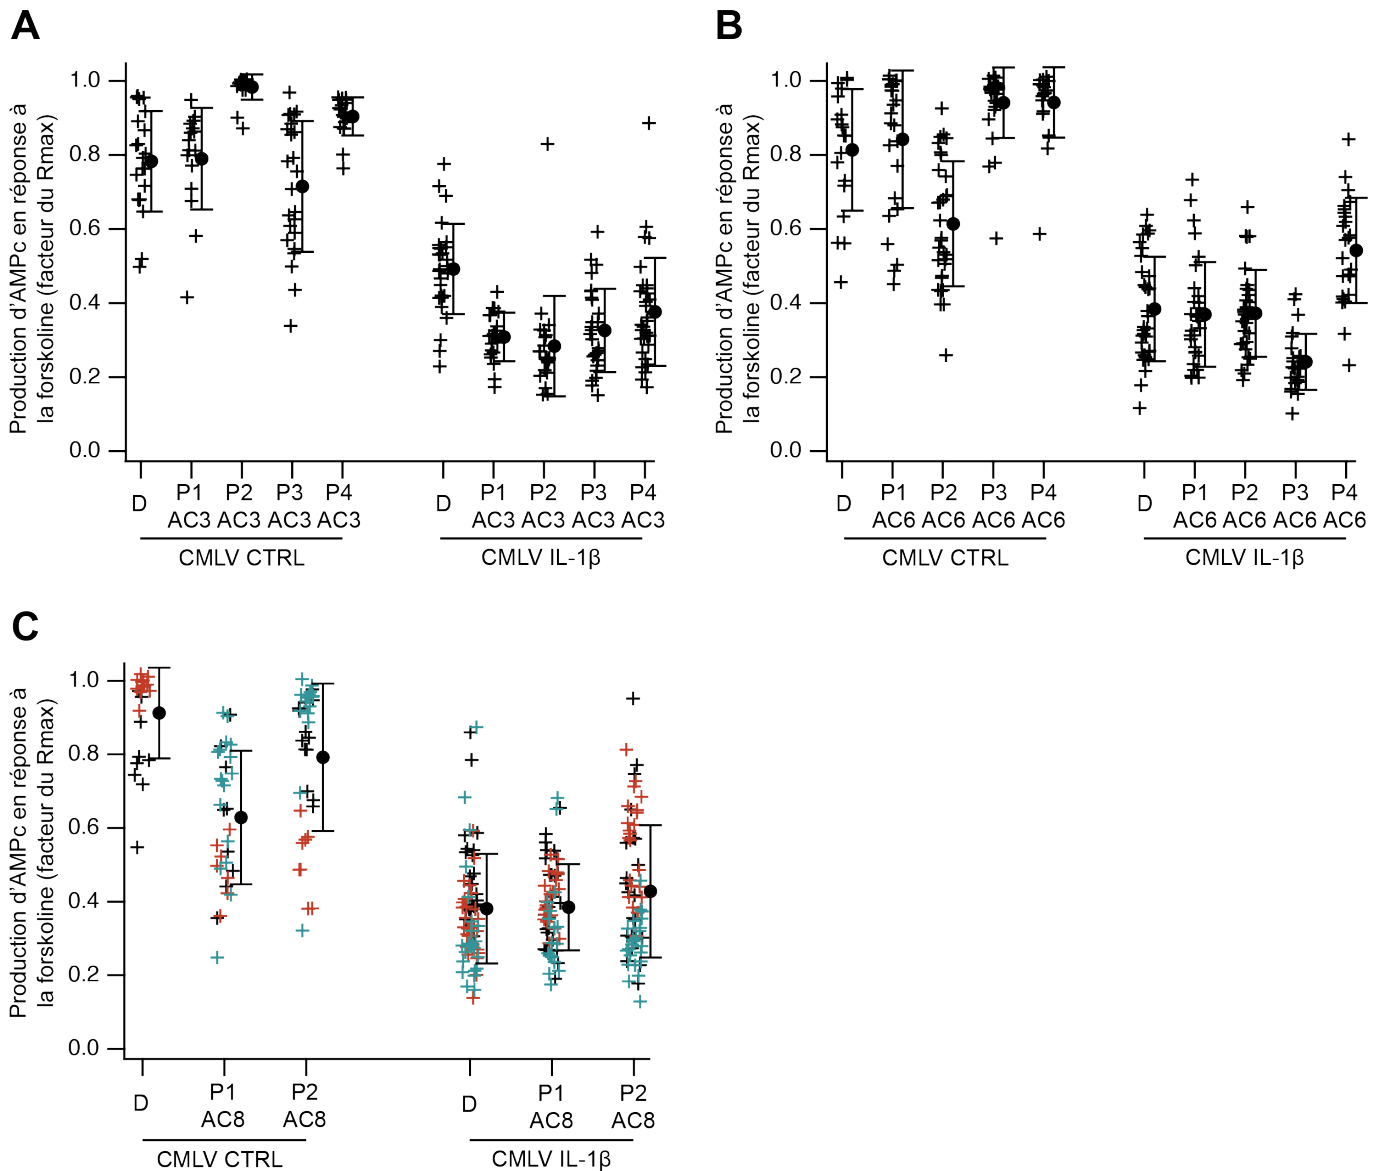 A
Production d'AMPc en réponse à
la forskoline (facteur du Rmax)
1.0
0.8
0.6
0.4
0.2
0.0
D
P1 P2 P3 P4
AC3 AC3 AC3 AC3
CMLV CTRL
D
P1 P2 P3 P4
AC3 AC3 AC3 AC3
CMLV IL-1β
B
Production d'AMPc en réponse à
la forskoline (facteur du Rmax)
1.0
0.8
0.6
0.4
0.2
0.0
D
P1 P2 P3 P4
AC6 AC6 AC6 AC6
CMLV CTRL
D
P1 P2 P3 P4
AC6 AC6 AC6 AC6
CMLV IL-1β
C
Production d'AMPc en réponse à
la forskoline (facteur du Rmax)
1.0
0.8
0.6
0.4
0.2
0.0
D
P1 P2
AC8 AC8
CMLV CTRL
D
P1 P2
AC8 AC8
CMLV IL-1β